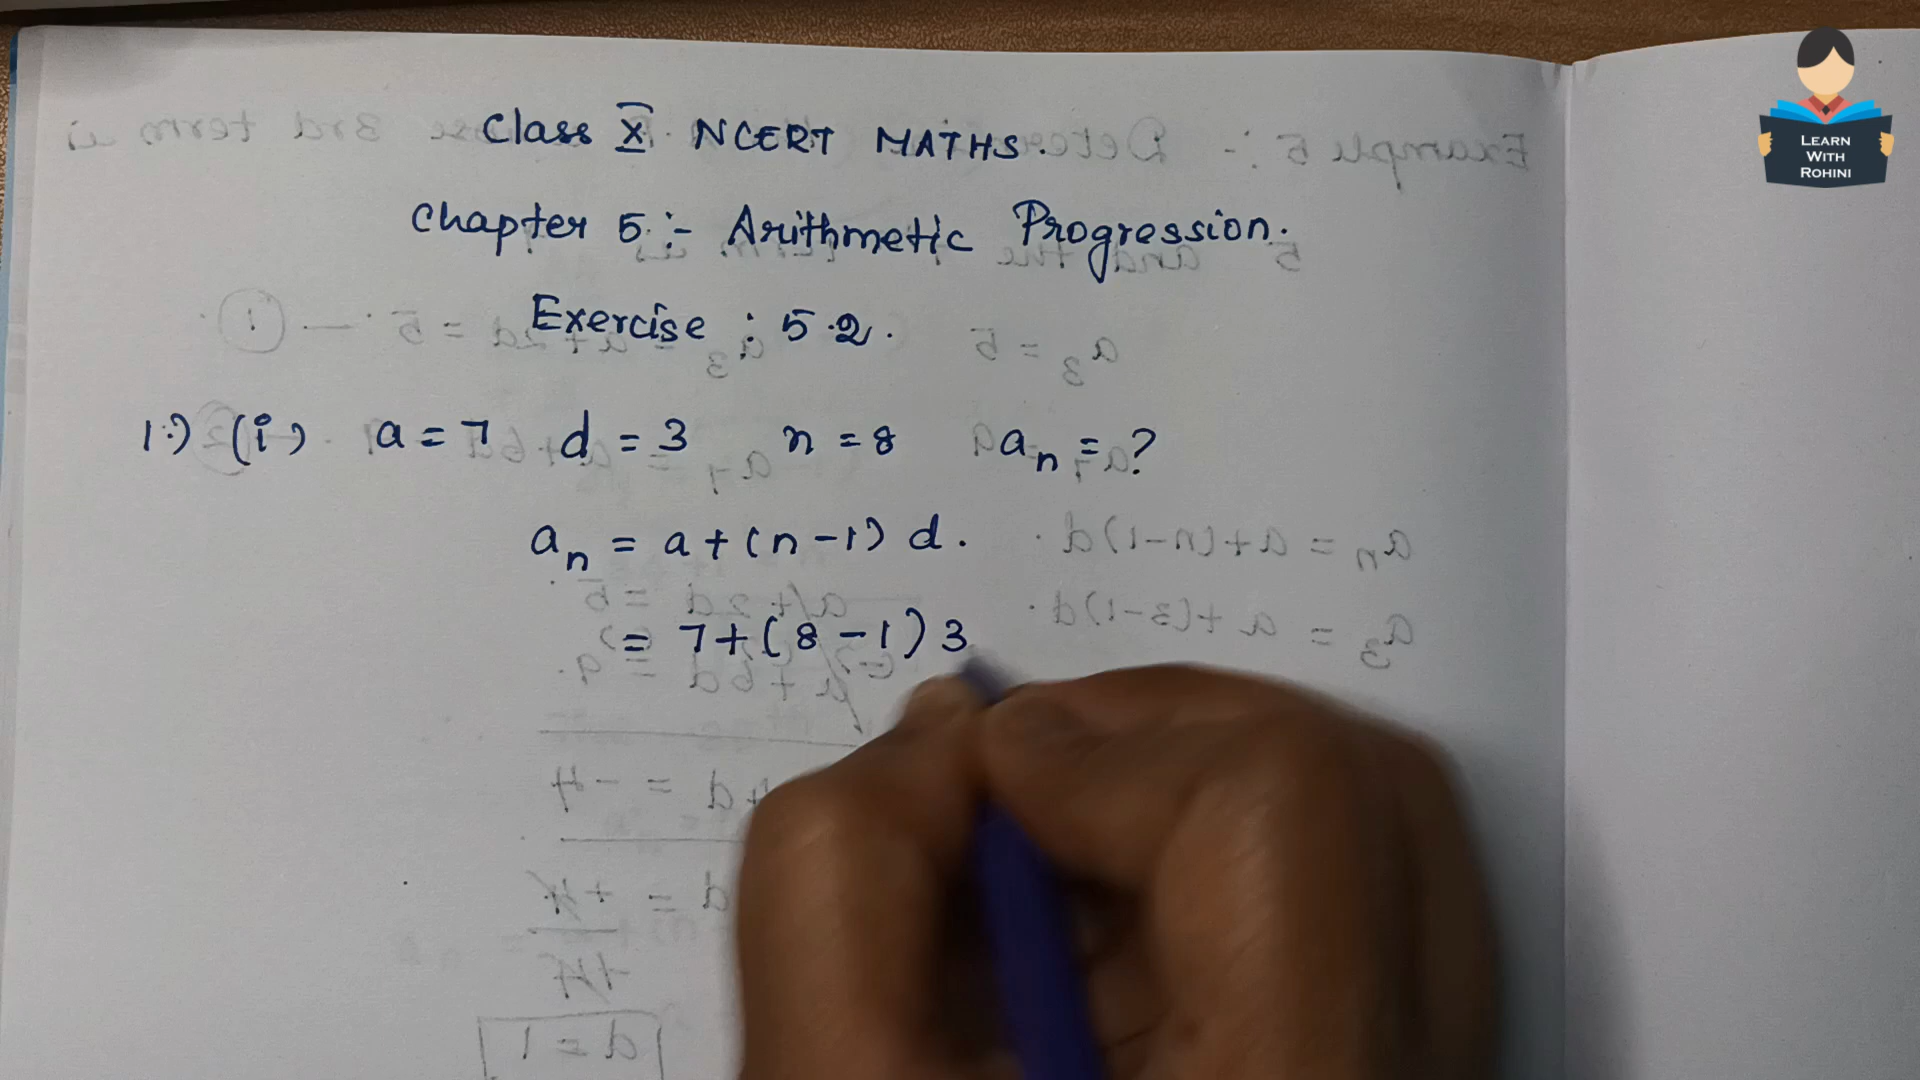 Class X NCERT MATHS.
Chapter 5 :- Arithmetic Progression.
Exercise : 5.2.
1.) (i) a = 7 d = 3 n = 8 an = ?
an = a + (n - 1) d.
= 7 + (8 - 1) 3
LEARN
WITH
ROHINI